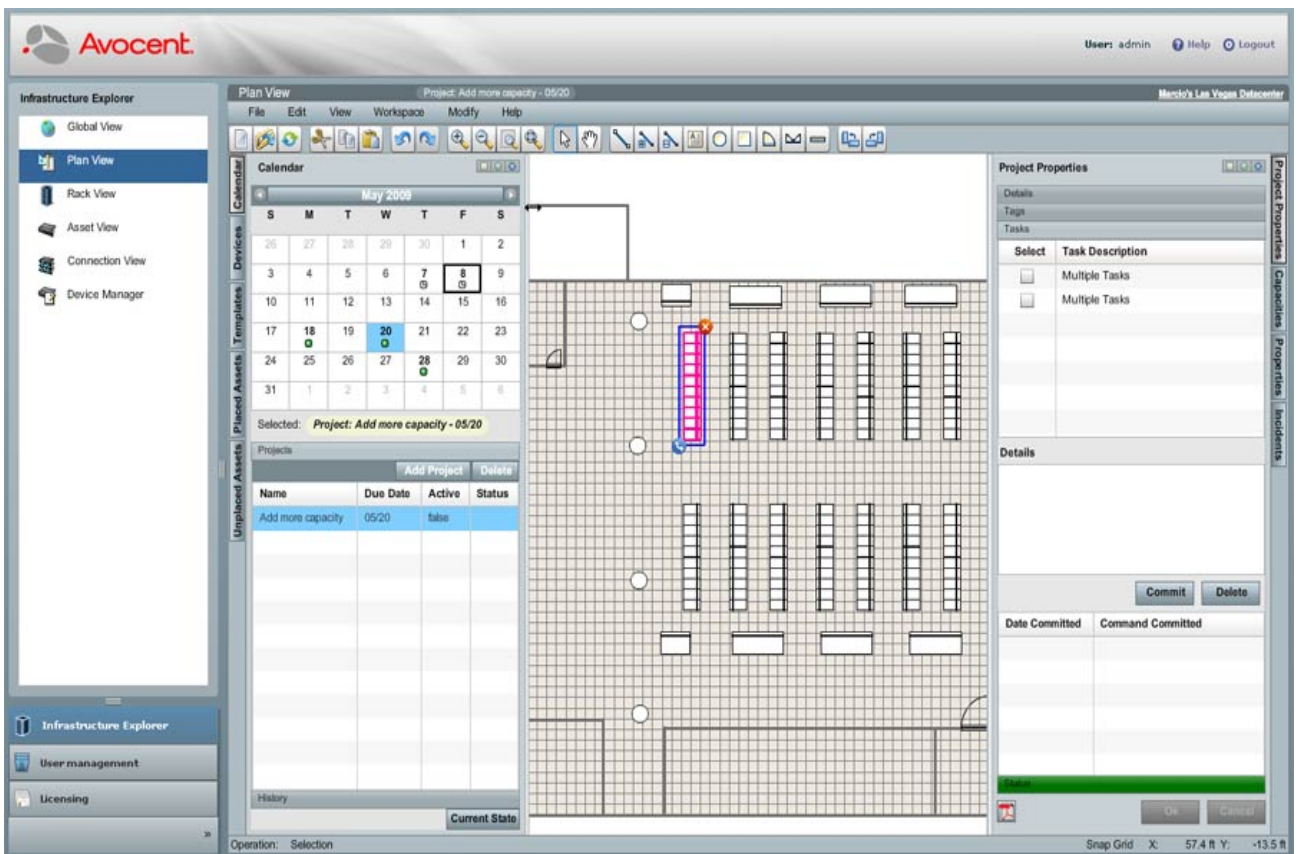 Avocent.
User: admin Help Logout
Infrastructure Explorer
Global View
Plan View
Rack View
Asset View
Connection View
Device Manager
Infrastructure Explorer
User management
Licensing
»
Plan View Project: Add more capacity - 05/20 Marcio's Las Vegas Datacenter
File Edit View Workspace Modify Help
Calendar
Devices
Templates
Placed Assets
Unplaced Assets
Calendar
May 2009
S M T W T F S
26 27 28 29 30 1 2
3 4 5 6 7 8 9
10 11 12 13 14 15 16
17 18 19 20 21 22 23
24 25 26 27 28 29 30
31 1 2 3 4 5 6
Selected: Project: Add more capacity - 05/20
Projects
Add Project Delete
Name Due Date Active Status
Add more capacity 05/20 false
History
Current State
Project Properties
Details
Tags
Tasks
Select Task Description
Multiple Tasks
Multiple Tasks
Details
Commit Delete
Date Committed Command Committed
Status
Ok Cancel
Project Properties
Capacities
Properties
Incidents
Operation: Selection
Snap Grid X: 57.4 ft Y: -13.5 ft